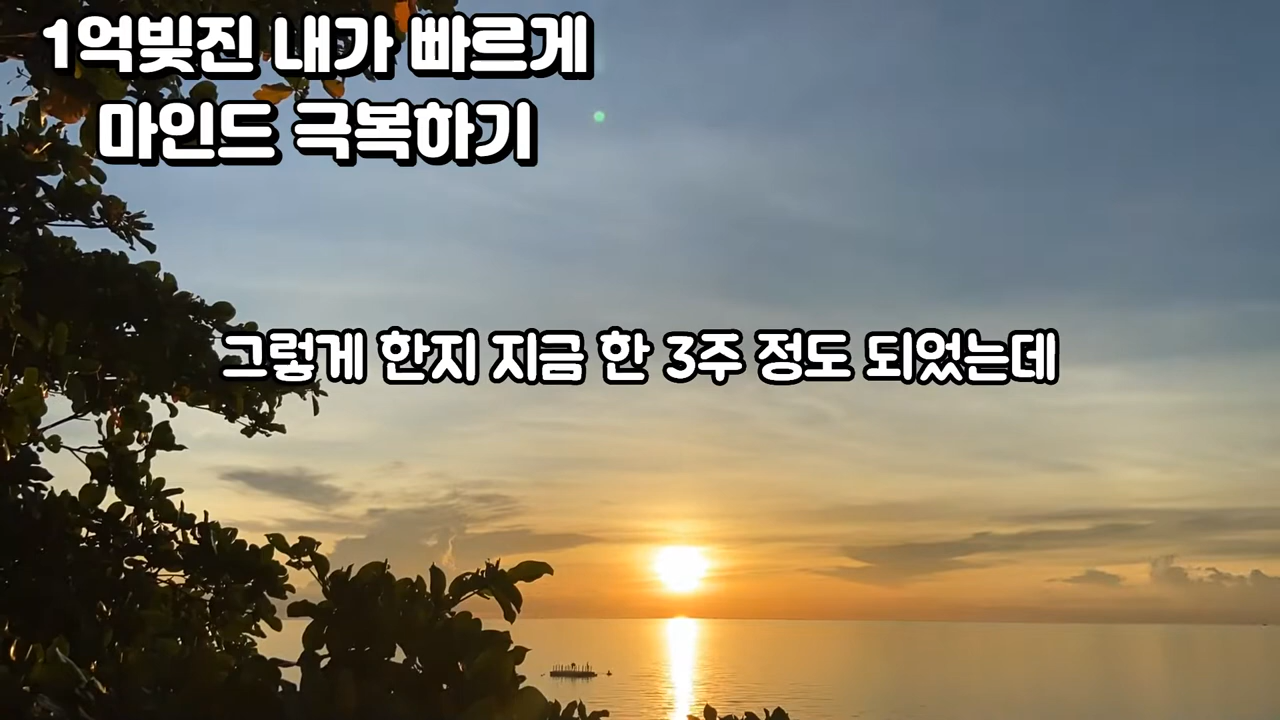 1억빚진 내가 빠르게
마인드 극복하기
그렇게 한지 지금 한 3주 정도 되었는데